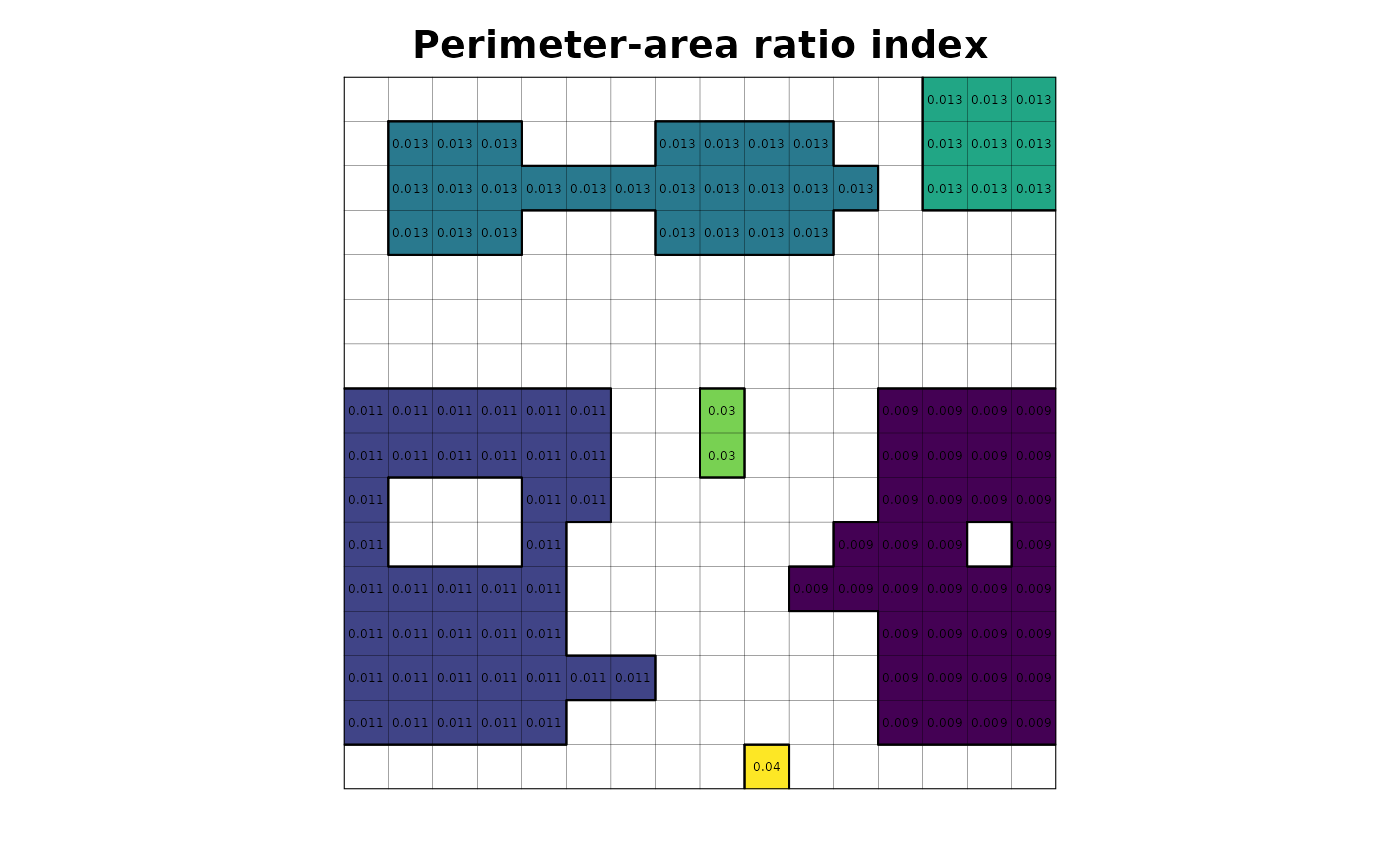 Perimeter-area ratio index
0.013 0.013 0.013
0.013 0.013 0.013 0.013 0.013 0.013 0.013 0.013 0.013 0.013
0.013 0.013 0.013 0.013 0.013 0.013 0.013 0.013 0.013 0.013 0.013 0.013 0.013 0.013
0.013 0.013 0.013 0.013 0.013 0.013 0.013
0.011 0.011 0.011 0.011 0.011 0.011 0.03 0.009 0.009 0.009 0.009
0.011 0.011 0.011 0.011 0.011 0.011 0.03 0.009 0.009 0.009 0.009
0.011 0.011 0.011 0.009 0.009 0.009 0.009
0.011 0.011 0.009 0.009 0.009 0.009
0.011 0.011 0.011 0.011 0.011 0.009 0.009 0.009 0.009 0.009 0.009
0.011 0.011 0.011 0.011 0.011 0.009 0.009 0.009 0.009
0.011 0.011 0.011 0.011 0.011 0.011 0.011 0.009 0.009 0.009 0.009
0.011 0.011 0.011 0.011 0.011 0.009 0.009 0.009 0.009
0.04